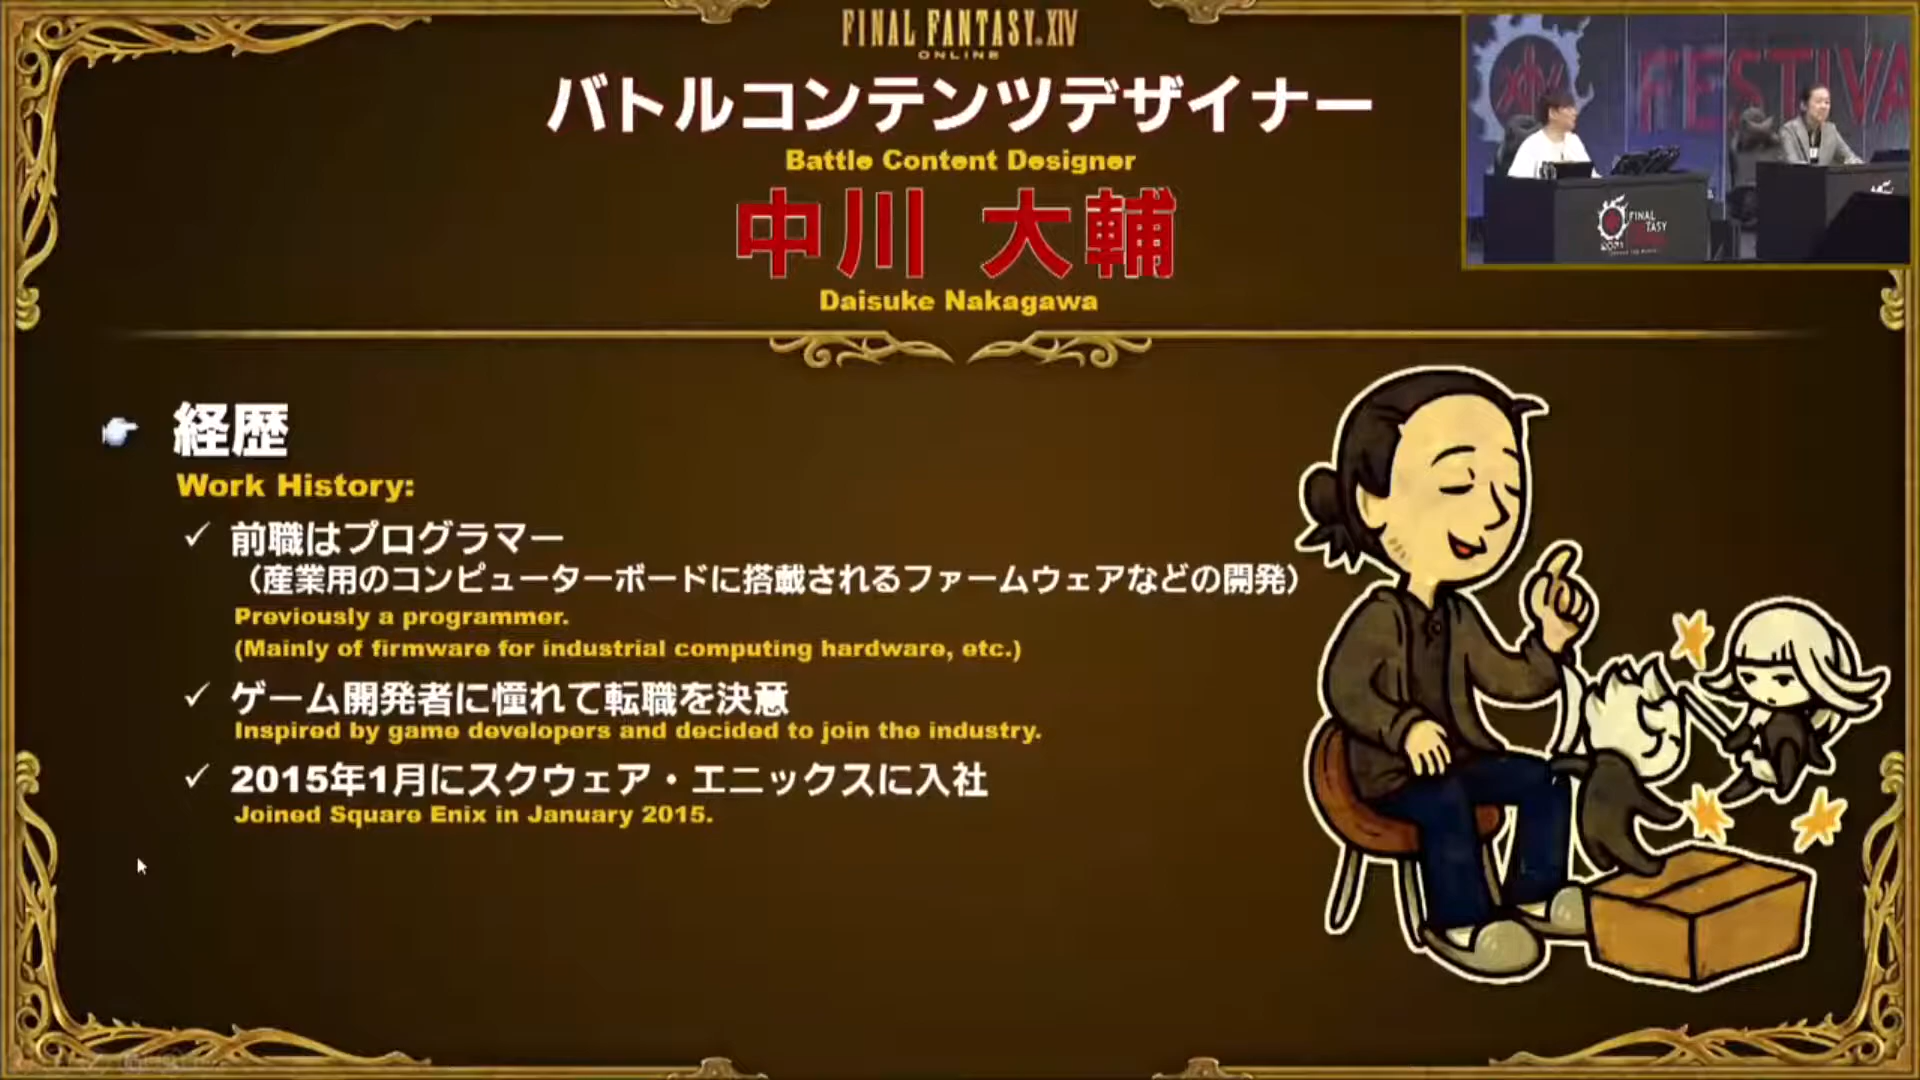 FINAL FANTASY XIV
ONLINE
バトルコンテンツデザイナー
Battle Content Designer
中川 大輔
Daisuke Nakagawa
経歴
Work History:
✓ 前職はプログラマー
（産業用のコンピューターボードに搭載されるファームウェアなどの開発）
Previously a programmer.
(Mainly of firmware for industrial computing hardware, etc.)
✓ ゲーム開発者に憧れて転職を決意
Inspired by game developers and decided to join the industry.
✓ 2015年1月にスクウェア・エニックスに入社
Joined Square Enix in January 2015.
FESTIVA
FINAL
TASY
2021